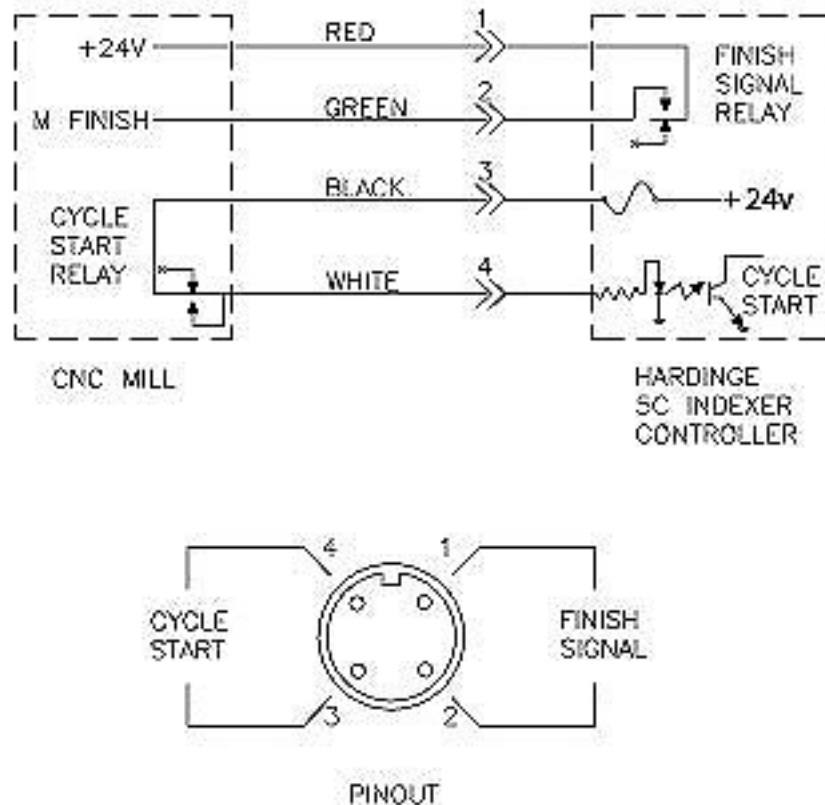 1
+24V
RED
FINISH
SIGNAL
RELAY
2
M FINISH
GREEN
3
BLACK
+24v
CYCLE
START
RELAY
4
WHITE
CYCLE
START
CNC MILL
HARDINGE
SC INDEXER
CONTROLLER
4
1
CYCLE
START
FINISH
SIGNAL
3
2
PINOUT